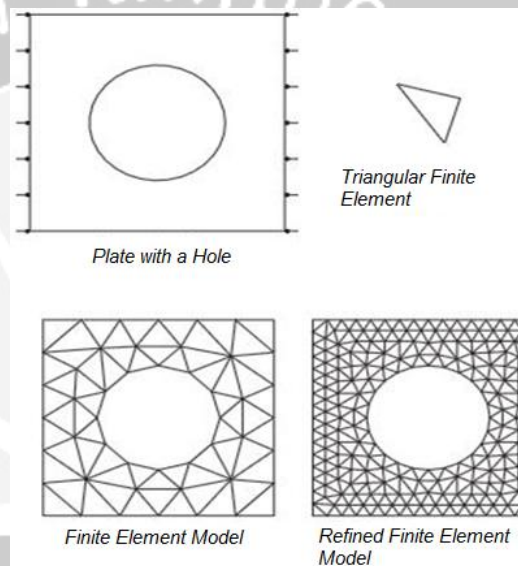 Triangular Finite
Element
Plate with a Hole
Finite Element Model
Refined Finite Element
Model